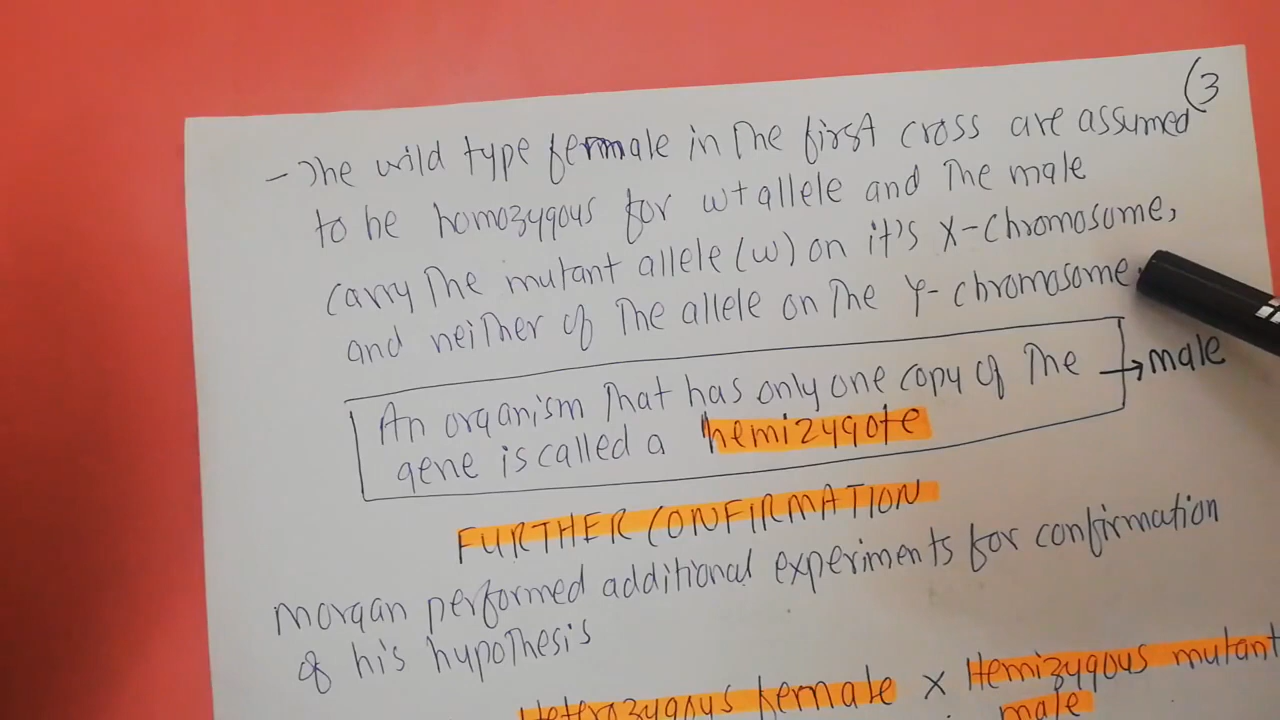 (3
- The wild type female in The first cross are assumed
to be homozygous for w+ allele and The male
carry The mutant allele (w) on it's X-chromosome,
and neither of The allele on The Y-chromosome.
An organism That has only one copy of The → male
gene is called a hemizygote
FURTHER CONFIRMATION
Morgan performed additional experiments for confirmation
of his hypothesis
Heterozygous female × Hemizygous mutant
male